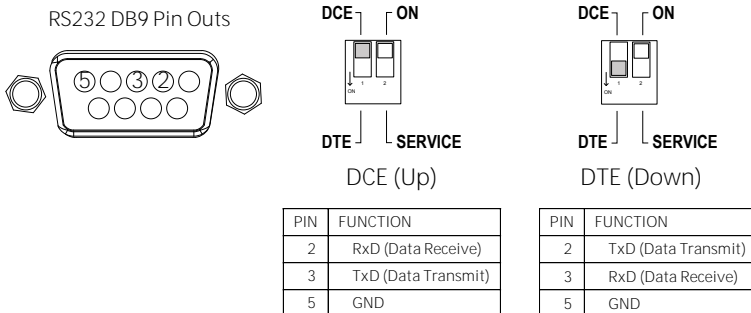 RS232 DB9 Pin Outs
5 3 2
DCE ON
1 2
ON
DTE SERVICE
DCE (Up)
PIN FUNCTION
2 RxD (Data Receive)
3 TxD (Data Transmit)
5 GND
DCE ON
1 2
ON
DTE SERVICE
DTE (Down)
PIN FUNCTION
2 TxD (Data Transmit)
3 RxD (Data Receive)
5 GND